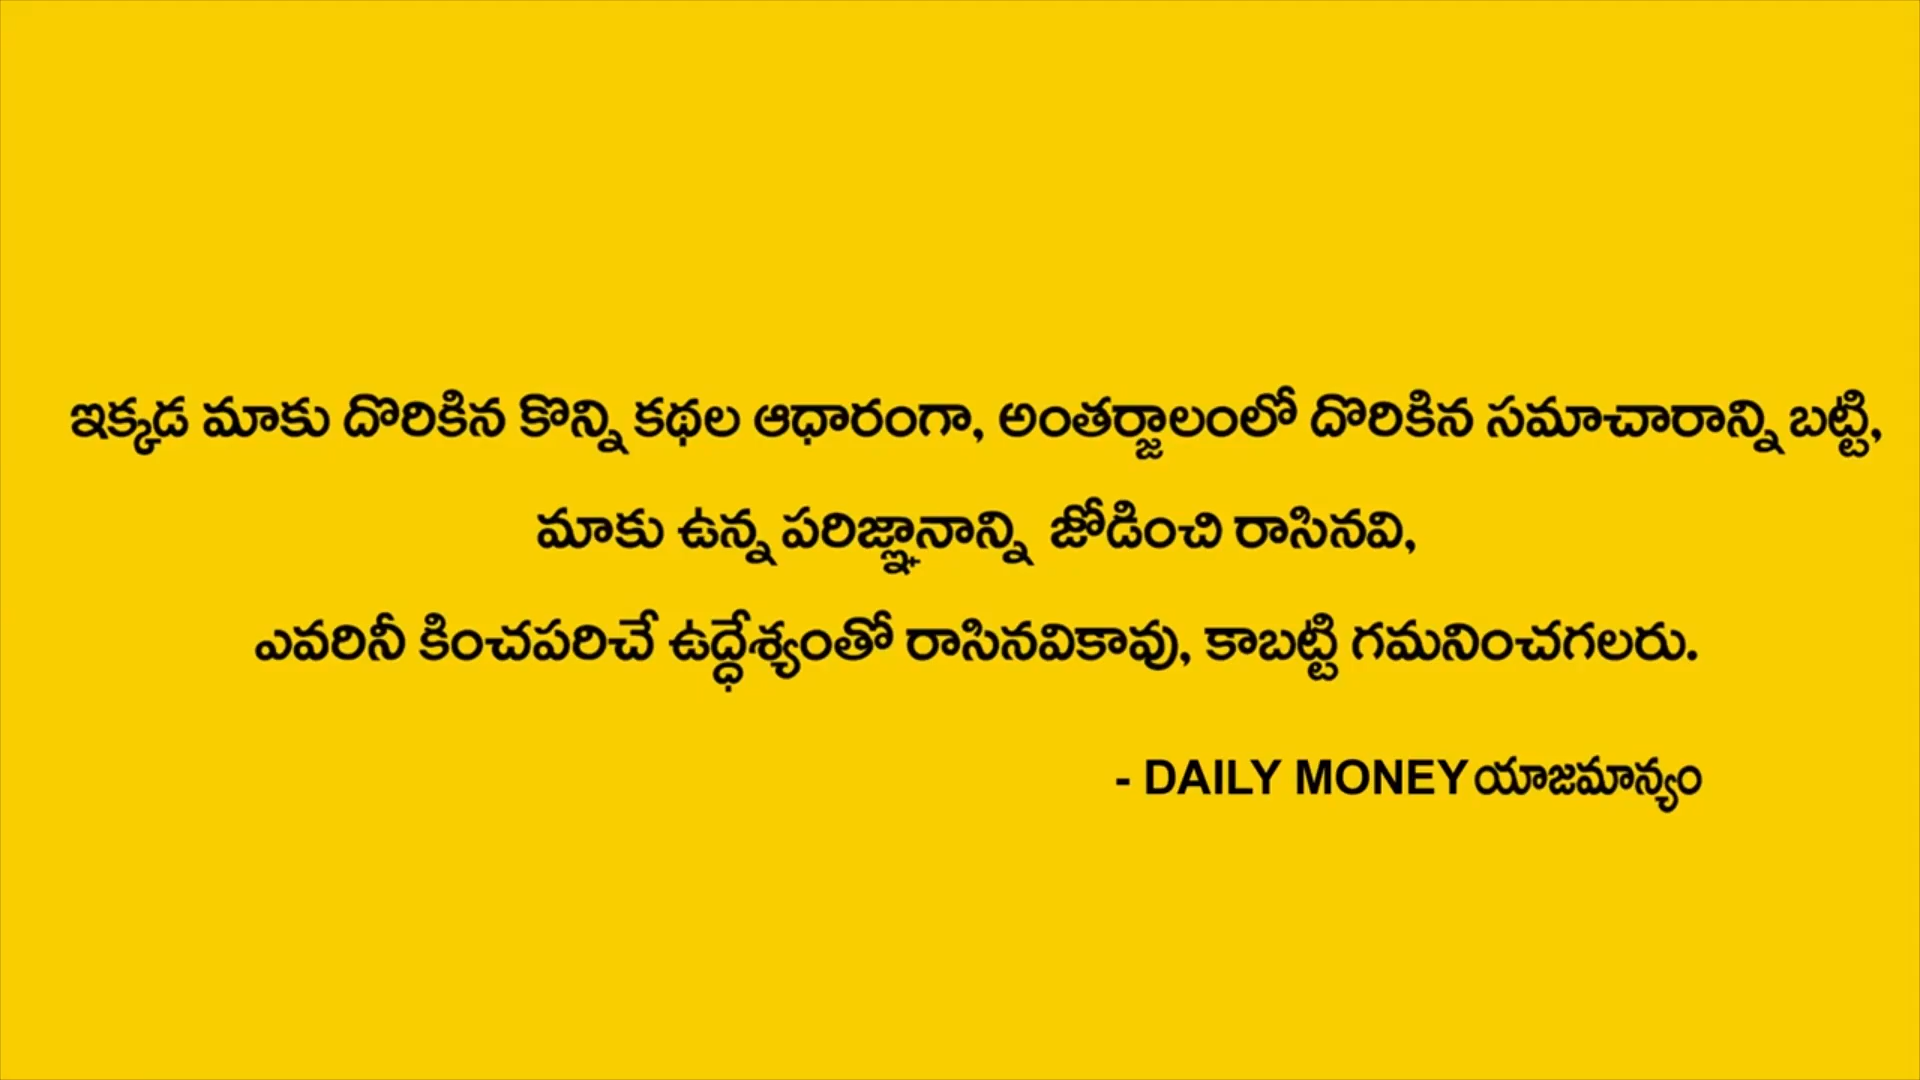 ఇక్కడ మాకు దొరికిన కొన్ని కథల ఆధారంగా, అంతర్జాలంలో దొరికిన సమాచారాన్ని బట్టి,
మాకు ఉన్న పరిజ్ఞానాన్ని జోడించి రాసినవి,
ఎవరినీ కించపరిచే ఉద్ధేశ్యంతో రాసినవికావు, కాబట్టి గమనించగలరు.
- DAILY MONEY యాజమాన్యం